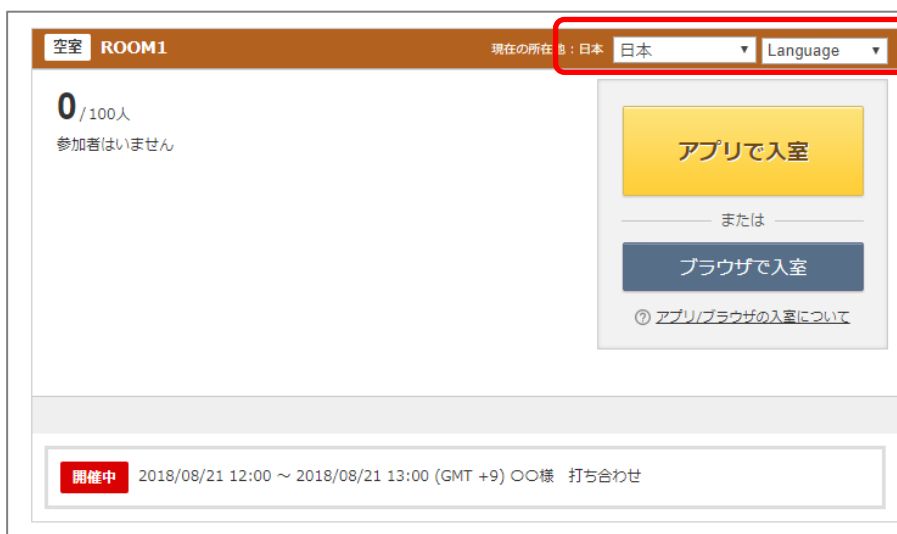 空室 ROOM1 現在の所在地：日本 日本 Language
0/100人
参加者はいません
アプリで入室
または
ブラウザで入室
アプリ/ブラウザの入室について
開催中 2018/08/21 12:00 ～ 2018/08/21 13:00 (GMT +9) 〇〇様　打ち合わせ